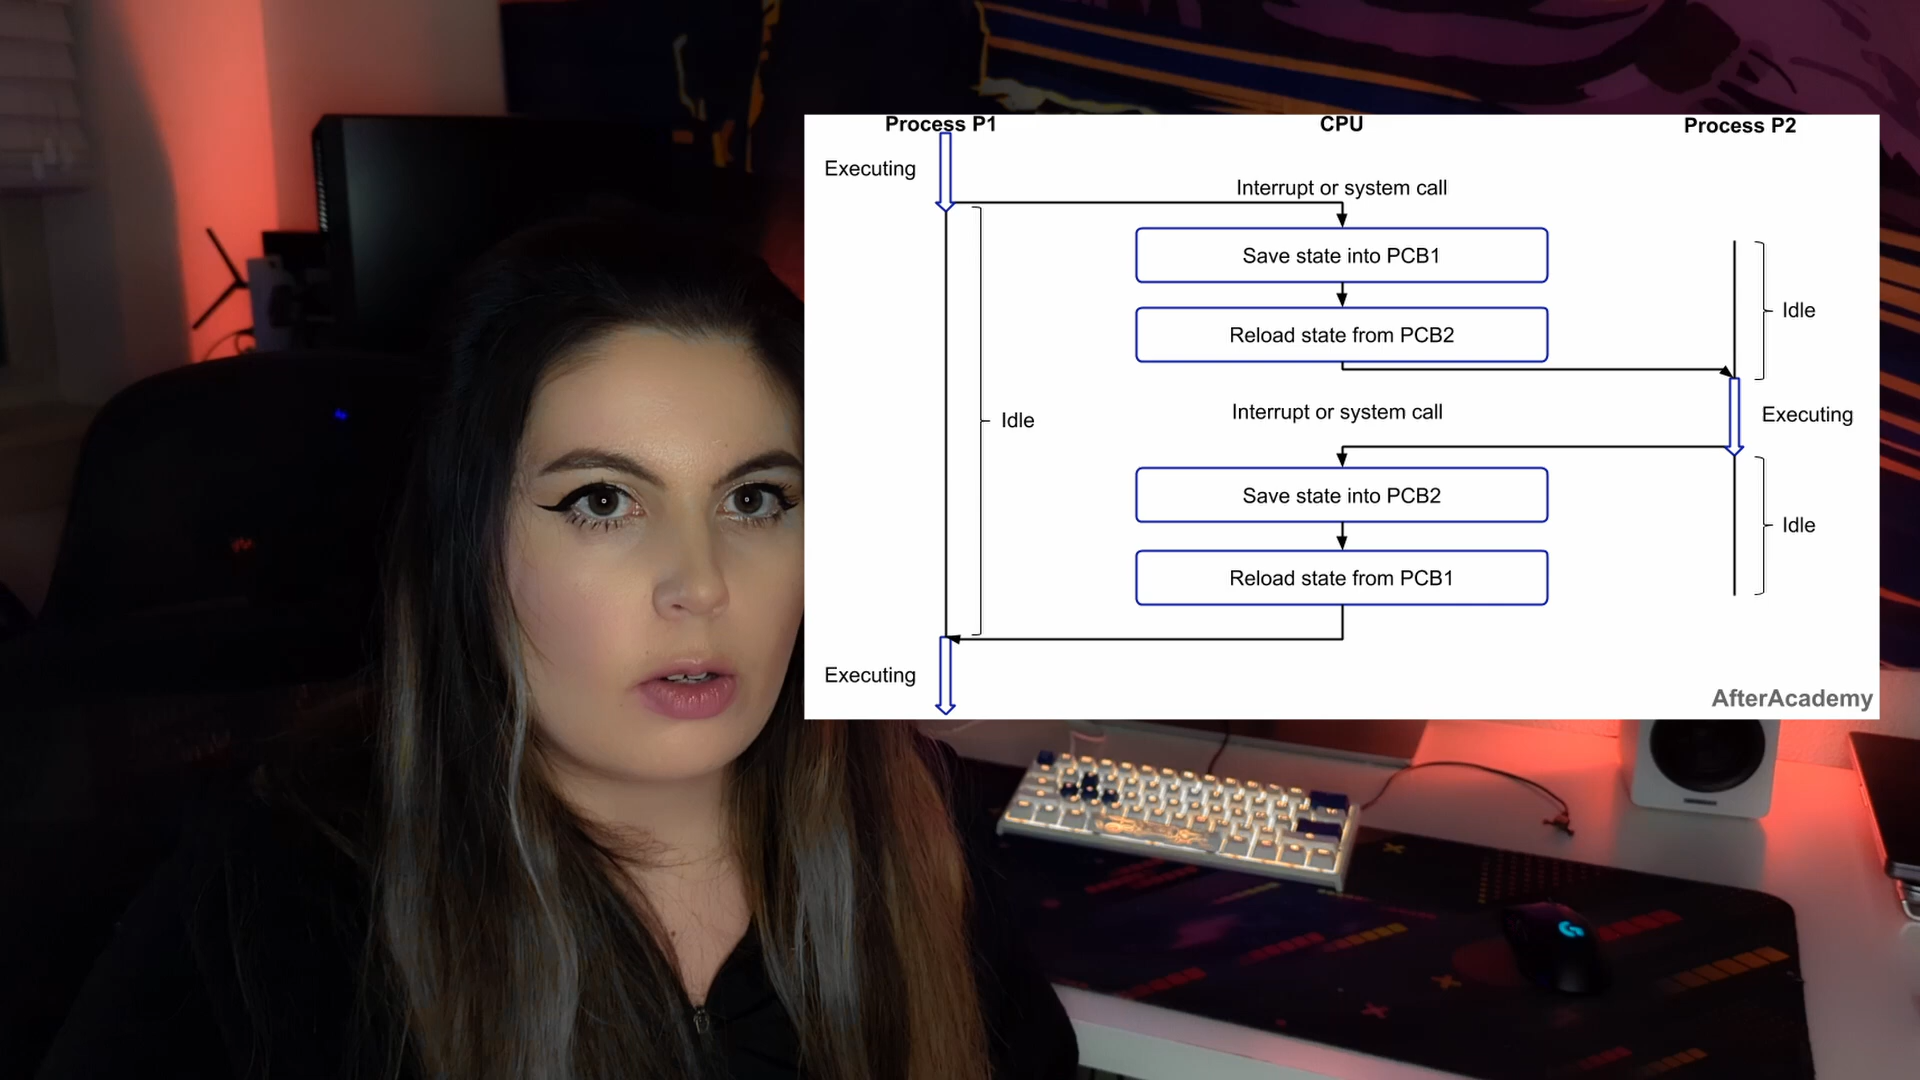 Process P1
CPU
Process P2
Executing
Interrupt or system call
Save state into PCB1
Idle
Reload state from PCB2
Interrupt or system call
Executing
Idle
Save state into PCB2
Idle
Reload state from PCB1
Executing
AfterAcademy